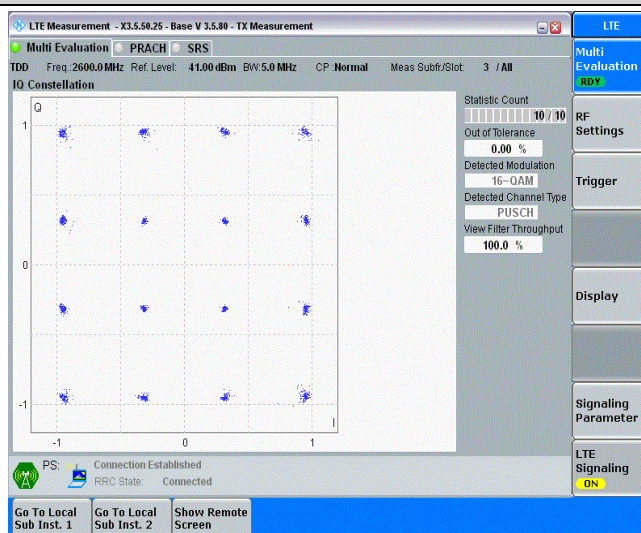 LTE Measurement - X3.5.50.25 - Base V 3.5.80 - TX Measurement
LTE
Multi Evaluation PRACH SRS
TDD Freq.:2600.0 MHz Ref. Level: 41.00 dBm BW:5.0 MHz CP :Normal Meas Subfr./Slot: 3 / All
IQ Constellation
Q
1
0
-1
-1 0 1
I
Statistic Count
10 / 10
Out of Tolerance
0.00 %
Detected Modulation
16-QAM
Detected Channel Type
PUSCH
View Filter Throughput
100.0 %
Multi
Evaluation
RDY
RF
Settings
Trigger
Display
Signaling
Parameter
LTE
Signaling
ON
PS: Connection Established
RRC State: Connected
Go To Local
Sub Inst. 1
Go To Local
Sub Inst. 2
Show Remote
Screen